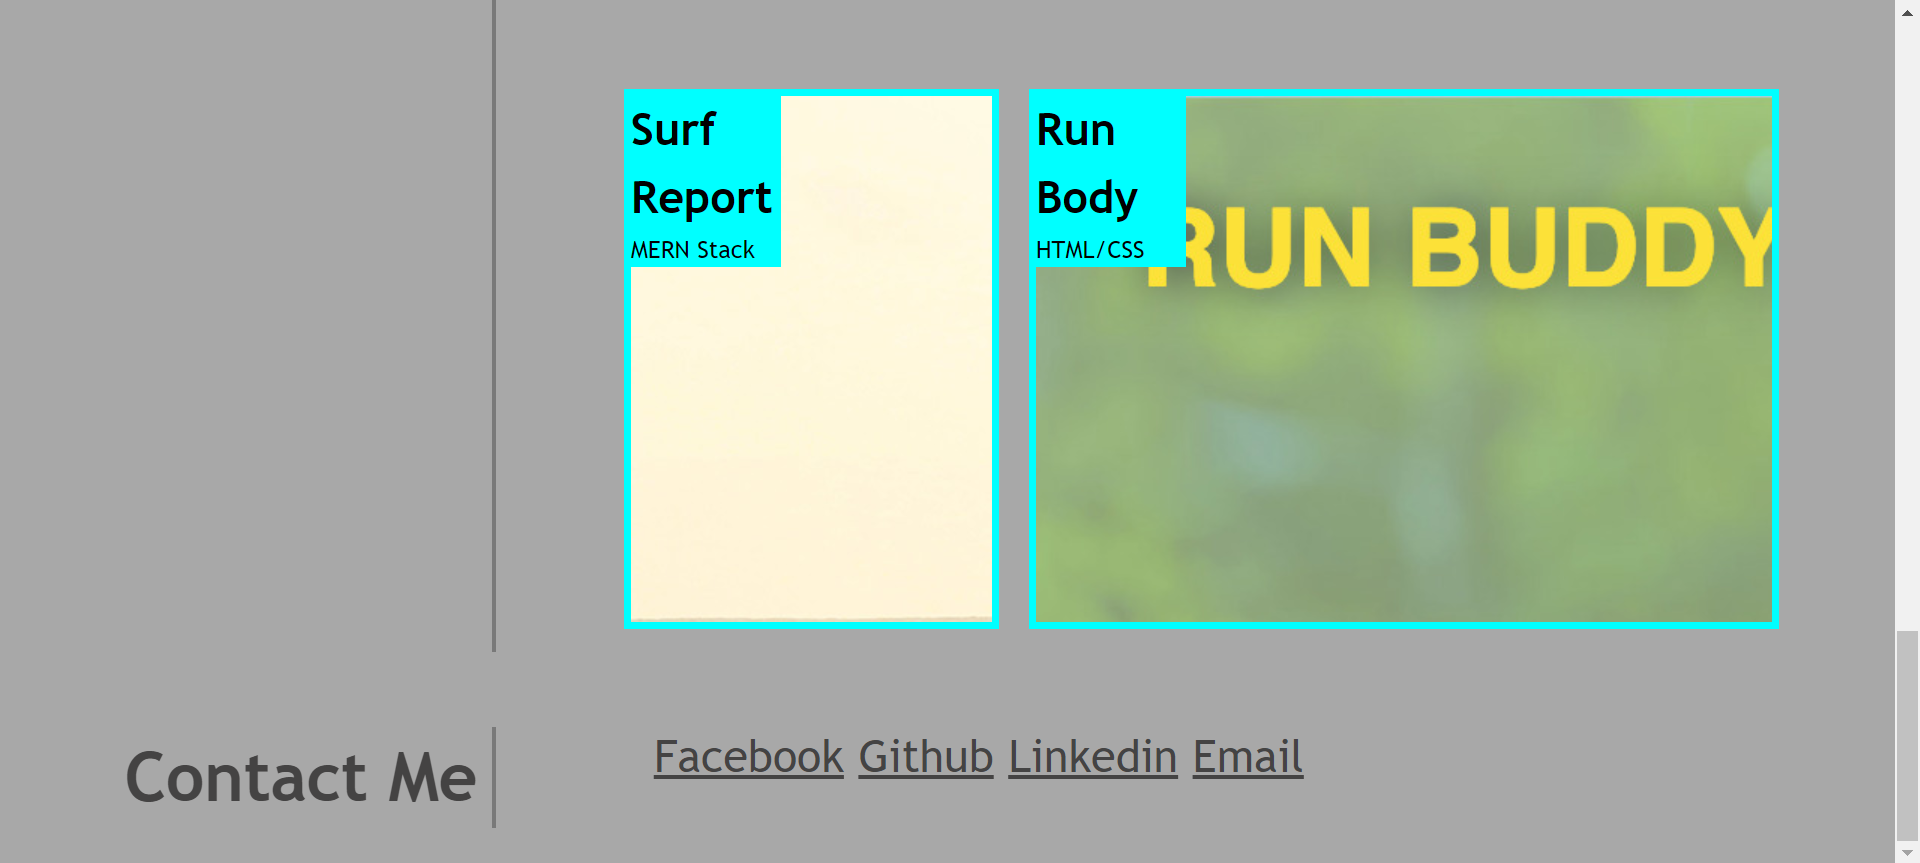 Surf
Report
MERN Stack
Run
Body
HTML/CSS
RUN BUDDY
Contact Me
Facebook Github Linkedin Email